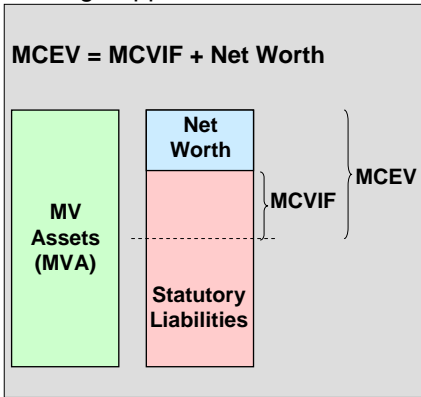 MCEV = MCVIF + Net Worth
Net
Worth
MCEV
MCVIF
MV
Assets
(MVA)
Statutory
Liabilities